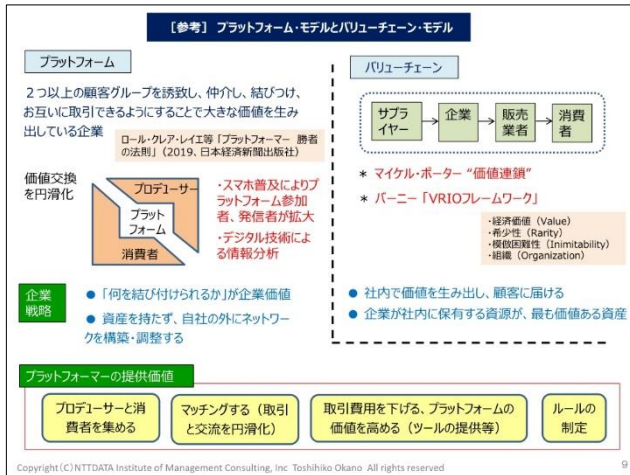 ［参考］ プラットフォーム・モデルとバリューチェーン・モデル
プラットフォーム
２つ以上の顧客グループを誘致し、仲介し、結びつけ、
お互いに取引できるようにすることで大きな価値を生み
出している企業
ロール・クレア・レイエ等「プラットフォーマー 勝者
の法則」（2019、日本経済新聞出版社）
価値交換
を円滑化
プロデューサー
プラット
フォーム
消費者
・スマホ普及によりプ
ラットフォーム参加
者、発信者が拡大
・デジタル技術によ
る情報分析
企業
戦略
● 「何を結び付けられるか」が企業価値
● 資産を持たず、自社の外にネットワー
クを構築・調整する
バリューチェーン
サプラ
イヤー
企業
販売
業者
消費
者
＊ マイケル・ポーター “価値連鎖”
＊ バーニー「VRIOフレームワーク」
・経済価値（Value）
・希少性（Rarity）
・模倣困難性（Inimitability）
・組織（Organization）
● 社内で価値を生み出し、顧客に届ける
● 企業が社内に保有する資源が、最も価値ある資産
プラットフォーマーの提供価値
プロデューサーと消
費者を集める
マッチングする（取引
と交流を円滑化）
取引費用を下げる、プラットフォームの
価値を高める（ツールの提供等）
ルールの
制定
Copyright（C）NTTDATA Institute of Management Consulting, Inc Toshihiko Okano All rights reserved
9